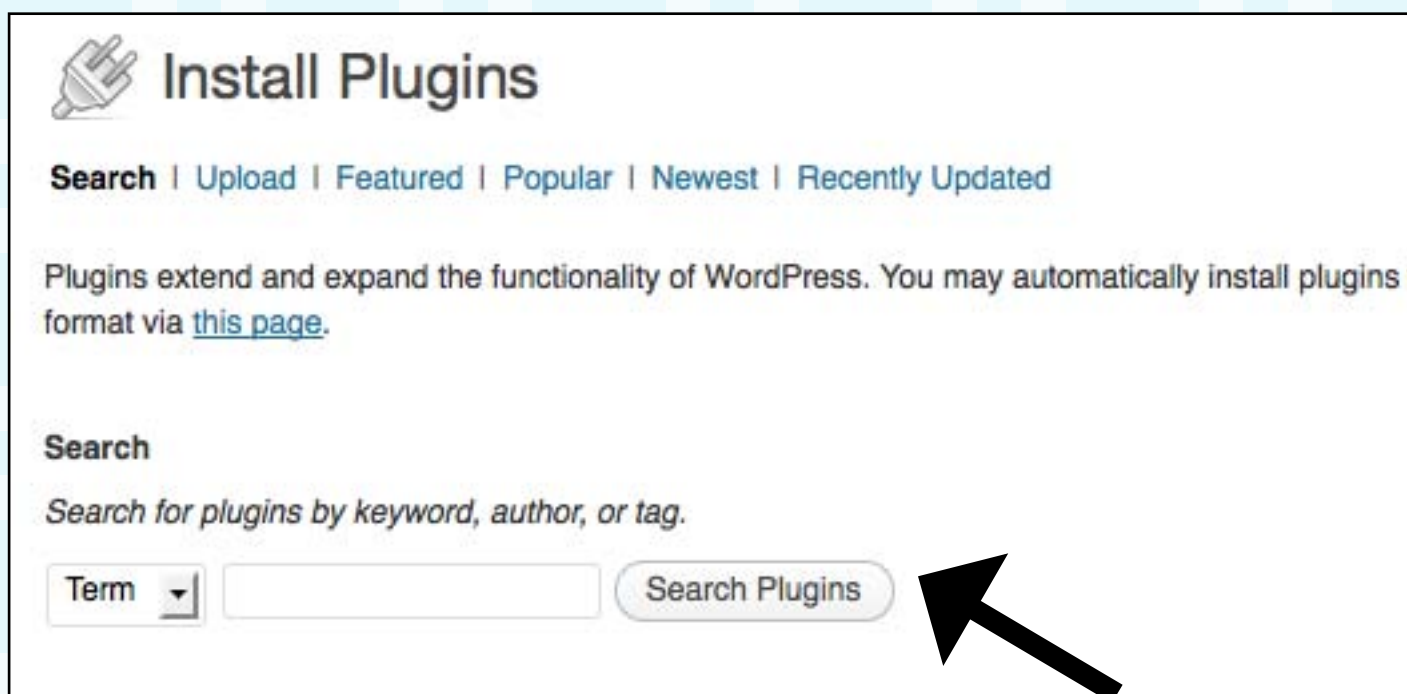 Install Plugins
Search | Upload | Featured | Popular | Newest | Recently Updated
Plugins extend and expand the functionality of WordPress. You may automatically install plugins
format via this page.
Search
Search for plugins by keyword, author, or tag.
Term Search Plugins